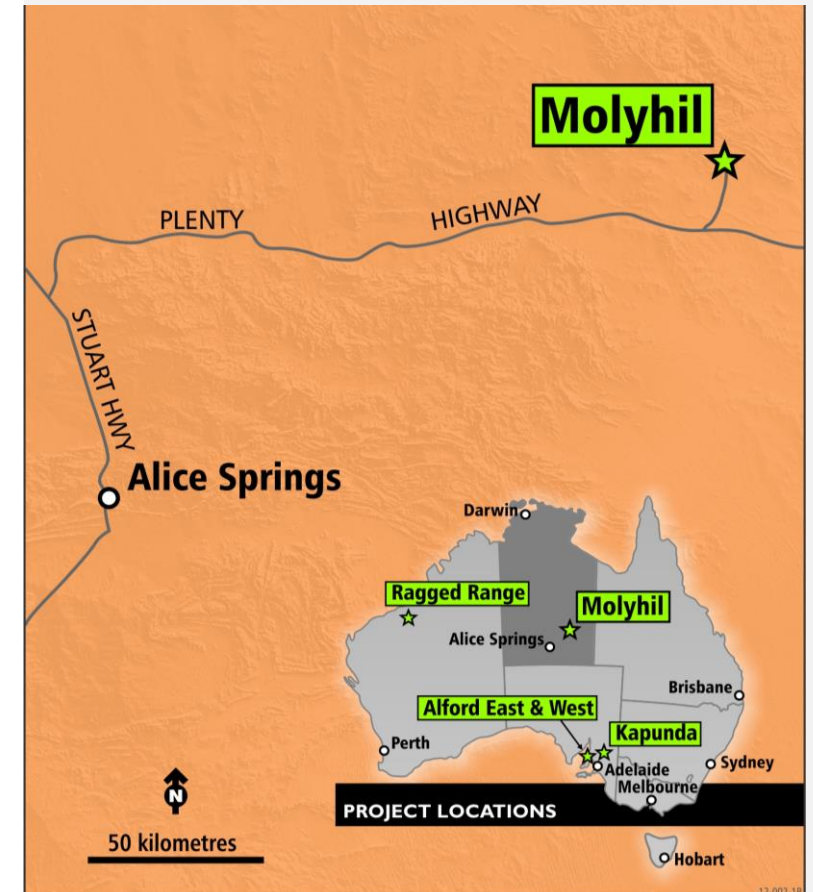 Molyhil
PLENTY HIGHWAY
STUART HWY
Alice Springs
Darwin
Ragged Range
Molyhil
Alice Springs
Brisbane
Alford East & West
Kapunda
Perth
Sydney
Adelaide
Melbourne
N
PROJECT LOCATIONS
50 kilometres
Hobart